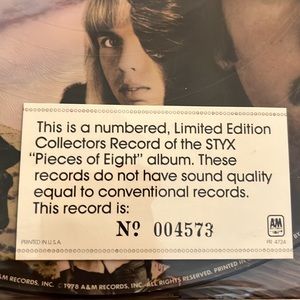 This is a numbered, Limited Edition
Collectors Record of the STYX
"Pieces of Eight" album. These
records do not have sound quality
equal to conventional records.
This record is:
Nº 004573
A&M
RECORDS
PRINTED IN U.S.A.
PR 4724
A&M RECORDS, INC. ©1978 A&M RECORDS, INC. ALL RIGHTS RESERVED. PRINTED IN